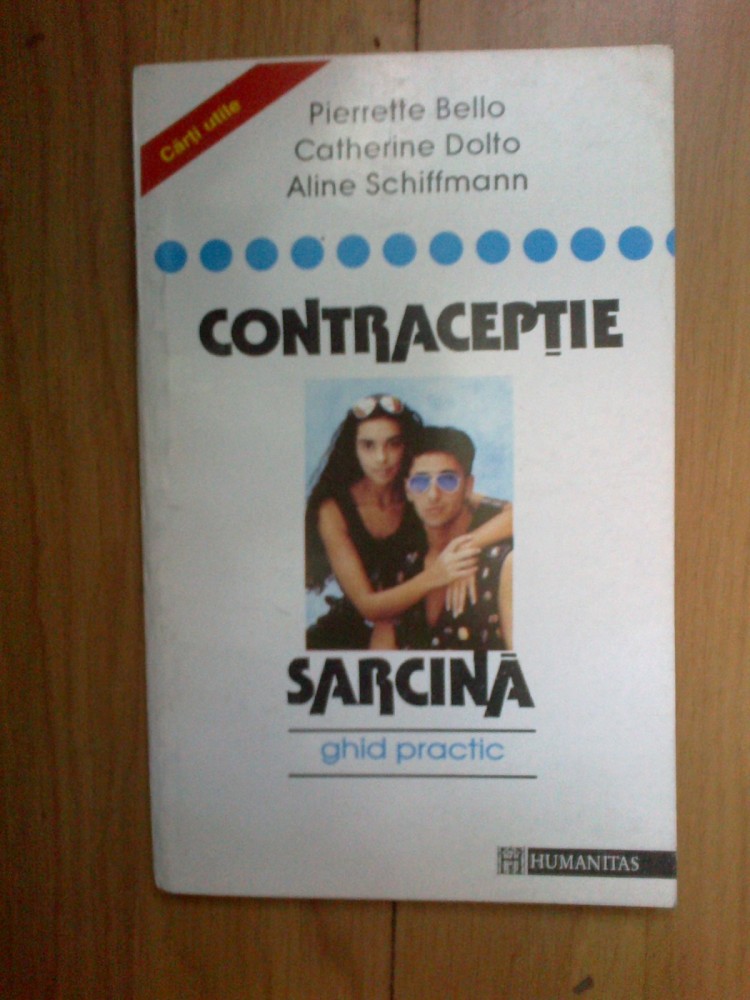 Cărți utile
Pierrette Bello
Catherine Dolto
Aline Schiffmann
CONTRACEPȚIE
SARCINĂ
ghid practic
HUMANITAS